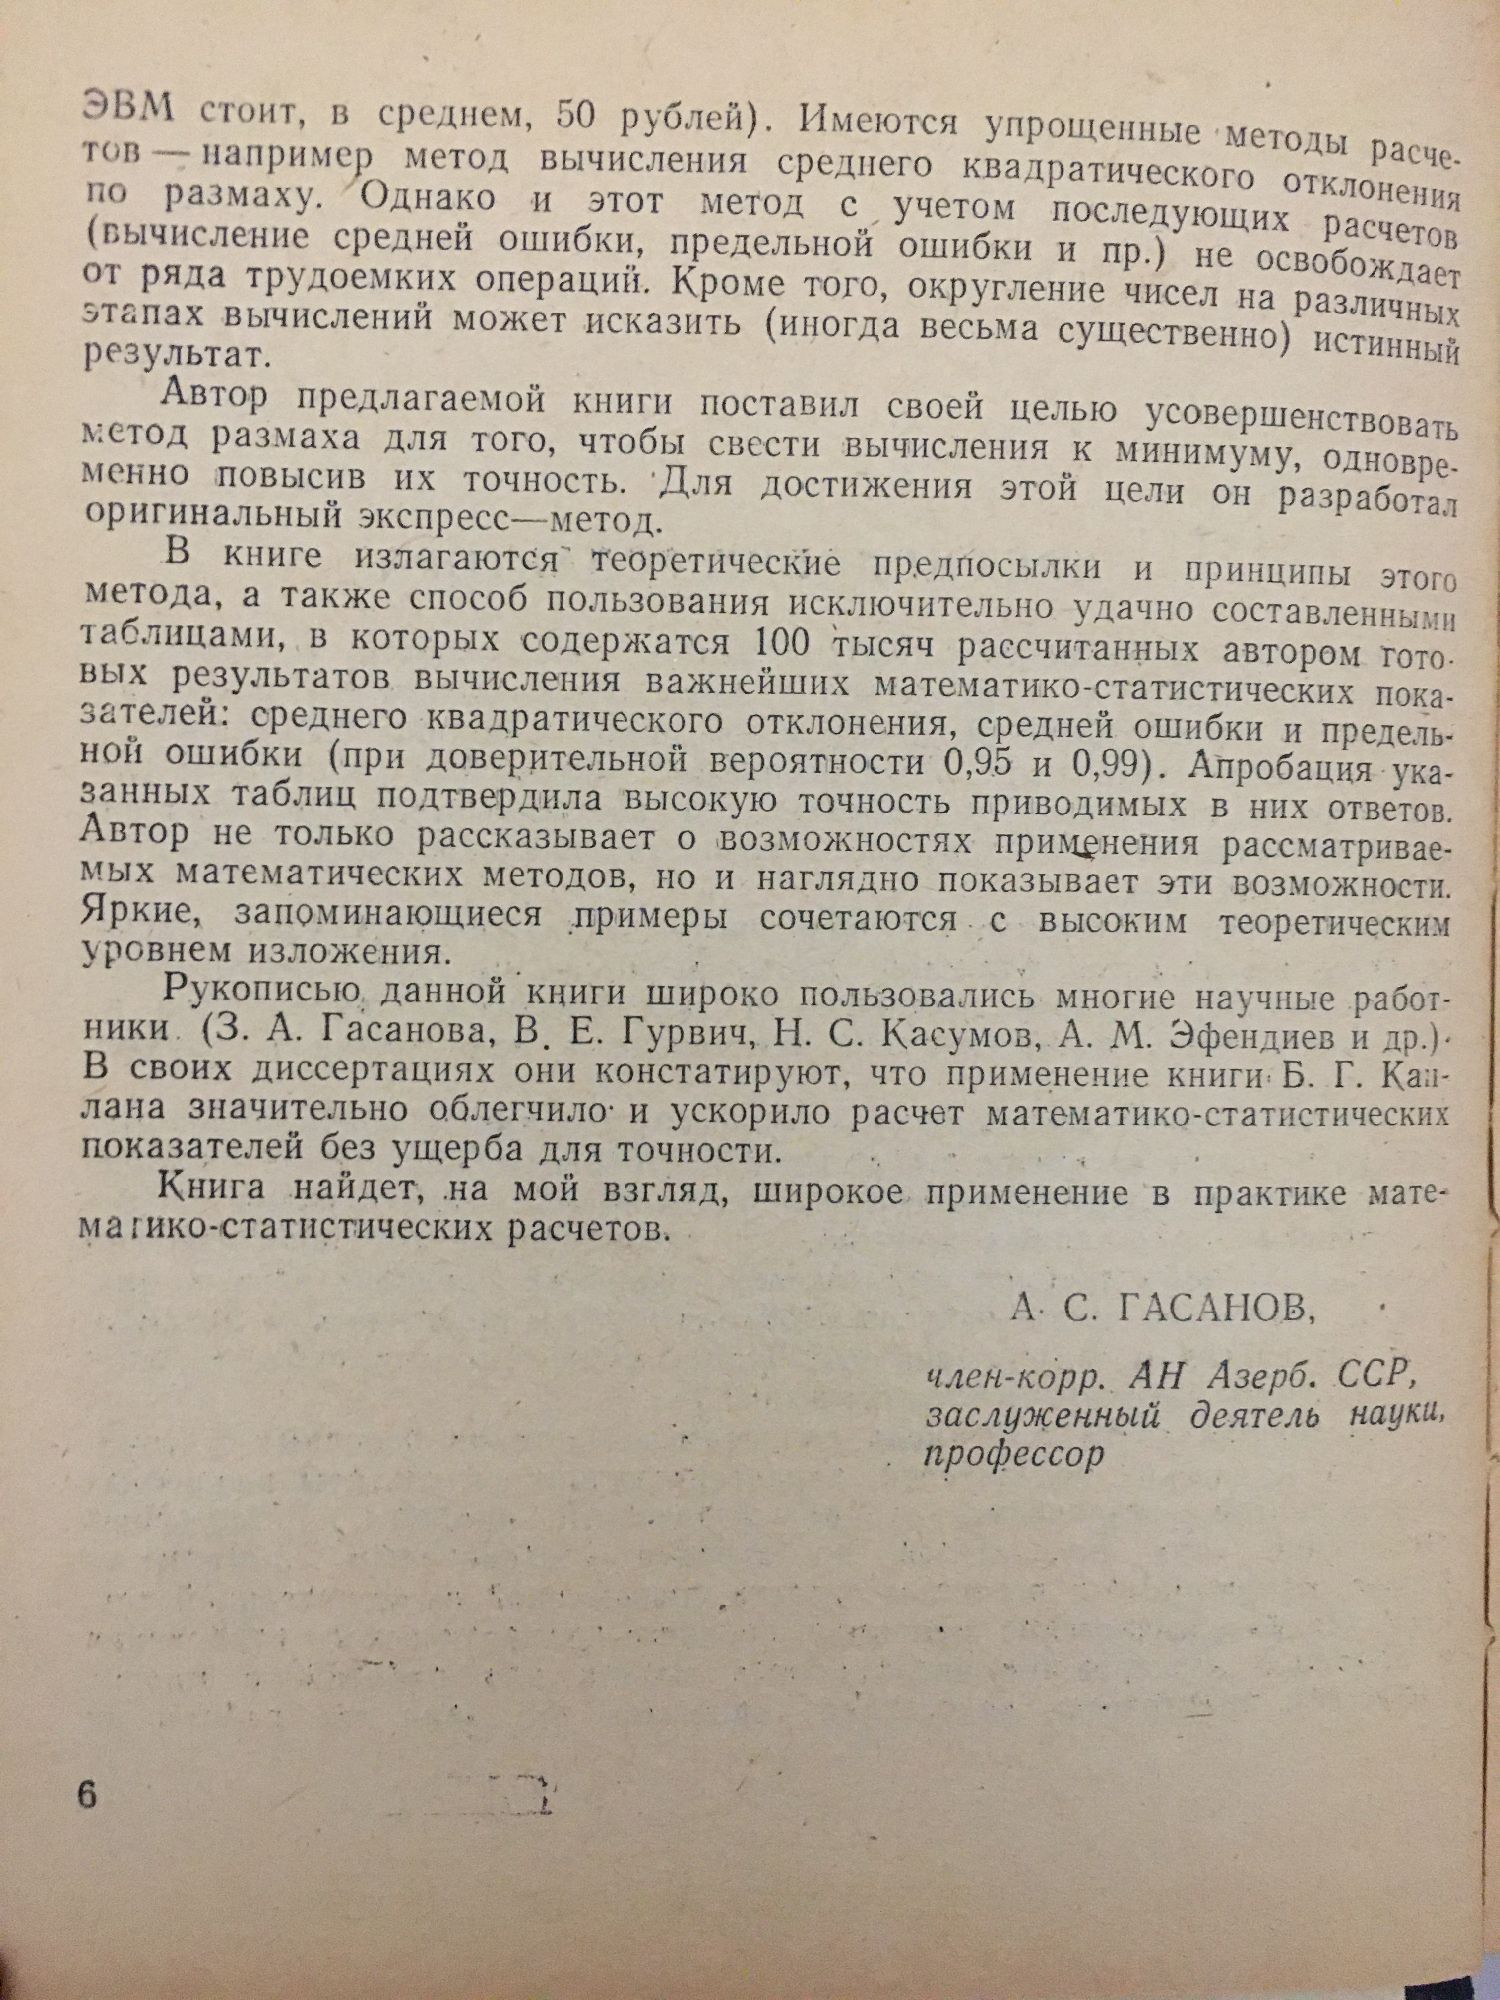 ЭВМ стоит, в среднем, 50 рублей). Имеются упрощенные методы расче-
тов — например метод вычисления среднего квадратического отклонения
по размаху. Однако и этот метод с учетом последующих расчетов
(вычисление средней ошибки, предельной ошибки и пр.) не освобождает
от ряда трудоемких операций. Кроме того, округление чисел на различных
этапах вычислений может исказить (иногда весьма существенно) истинный
результат.
Автор предлагаемой книги поставил своей целью усовершенствовать
метод размаха для того, чтобы свести вычисления к минимуму, одновре-
менно повысив их точность. Для достижения этой цели он разработал
оригинальный экспресс—метод.
В книге излагаются теоретические предпосылки и принципы этого
метода, а также способ пользования исключительно удачно составленными
таблицами, в которых содержатся 100 тысяч рассчитанных автором гото-
вых результатов вычисления важнейших математико-статистических пока-
зателей: среднего квадратического отклонения, средней ошибки и предель-
ной ошибки (при доверительной вероятности 0,95 и 0,99). Апробация ука-
занных таблиц подтвердила высокую точность приводимых в них ответов.
Автор не только рассказывает о возможностях применения рассматривае-
мых математических методов, но и наглядно показывает эти возможности.
Яркие, запоминающиеся примеры сочетаются с высоким теоретическим
уровнем изложения.
Рукописью данной книги широко пользовались многие научные работ-
ники (З. А. Гасанова, В. Е. Гурвич, Н. С. Касумов, А. М. Эфендиев и др.).
В своих диссертациях они констатируют, что применение книги Б. Г. Кап-
лана значительно облегчило и ускорило расчет математико-статистических
показателей без ущерба для точности.
Книга найдет, на мой взгляд, широкое применение в практике мате-
матико-статистических расчетов.
А. С. ГАСАНОВ,
член-корр. АН Азерб. ССР,
заслуженный деятель науки,
профессор
6